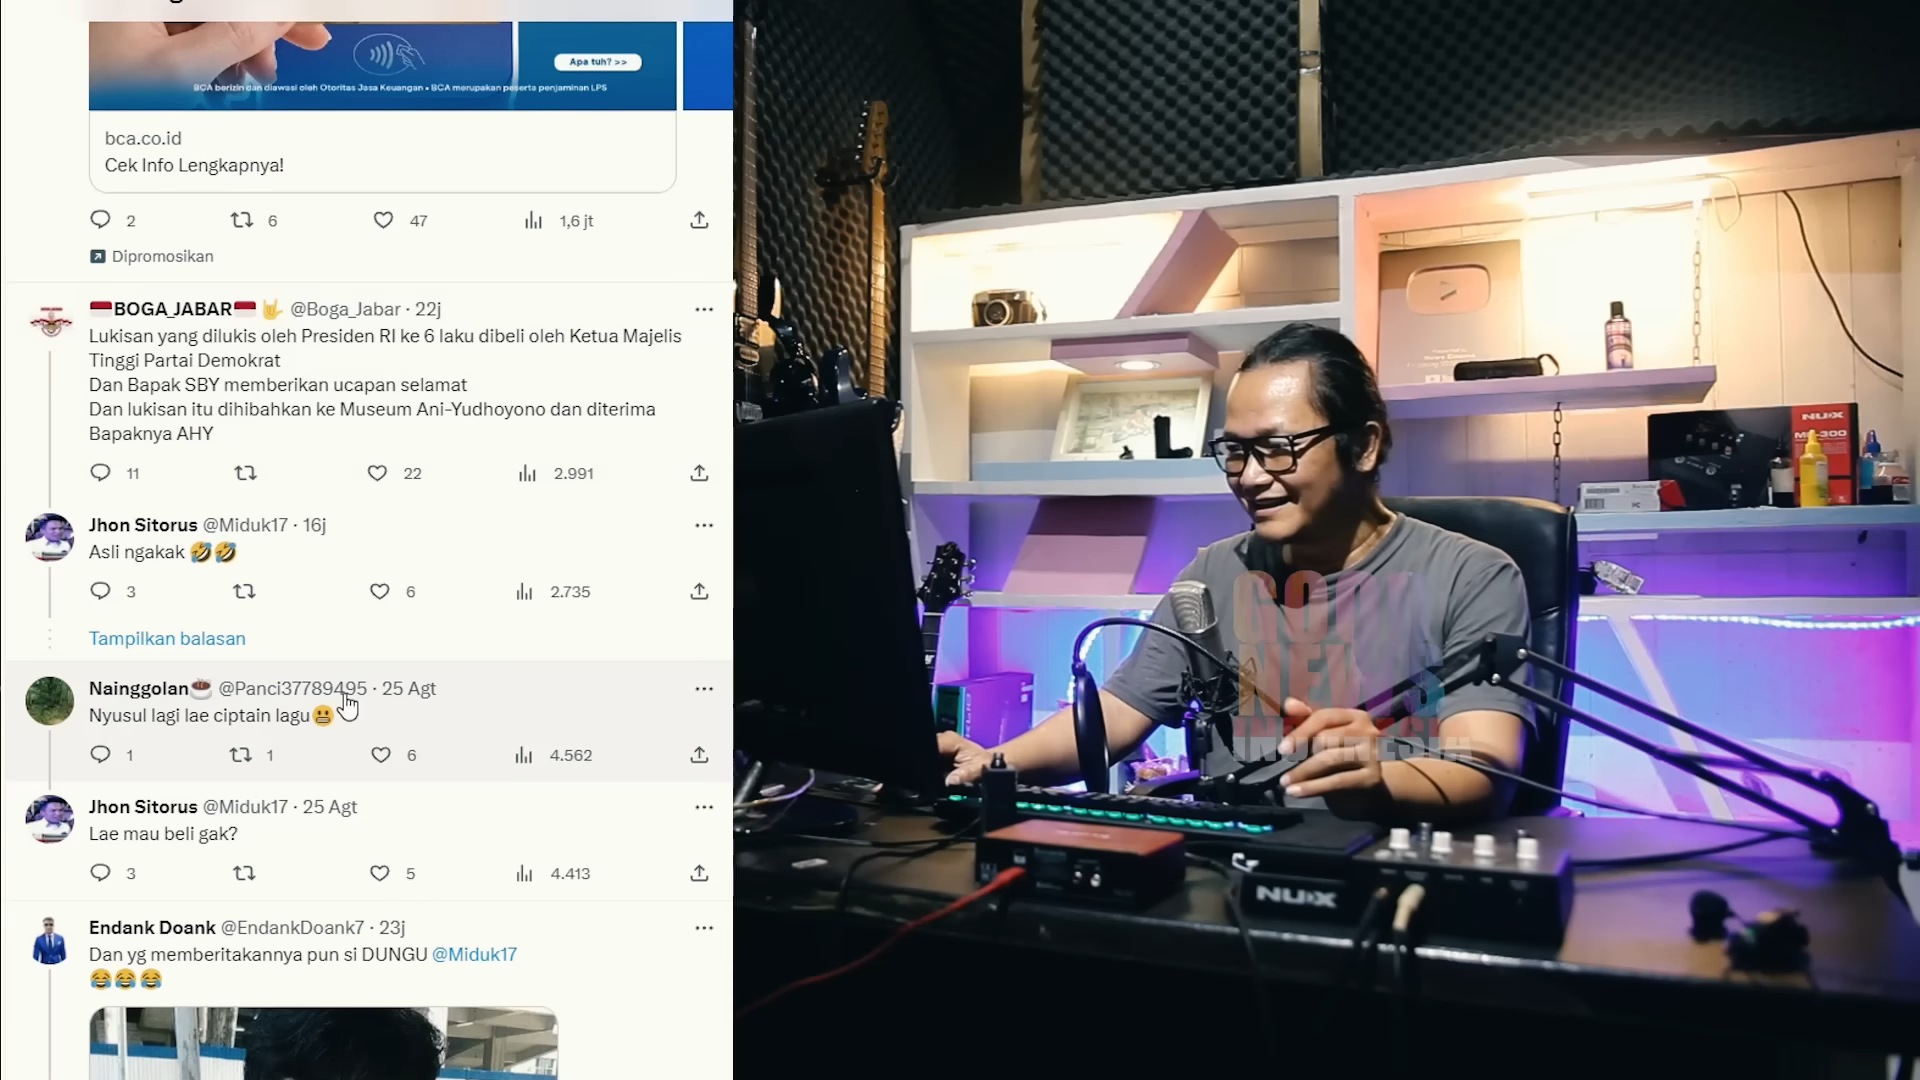 Apa tuh? >>
BCA berizin dan diawasi oleh Otoritas Jasa Keuangan • BCA merupakan peserta penjaminan LPS
bca.co.id
Cek Info Lengkapnya!
2 6 47 1,6 jt
Dipromosikan
BOGA_JABAR @Boga_Jabar · 22j
Lukisan yang dilukis oleh Presiden RI ke 6 laku dibeli oleh Ketua Majelis
Tinggi Partai Demokrat
Dan Bapak SBY memberikan ucapan selamat
Dan lukisan itu dihibahkan ke Museum Ani-Yudhoyono dan diterima
Bapaknya AHY
11 22 2.991
Jhon Sitorus @Miduk17 · 16j
Asli ngakak 🤣🤣
3 6 2.735
Tampilkan balasan
Nainggolan☕ @Panci37789495 · 25 Agt
Nyusul lagi lae ciptain lagu😬
1 1 6 4.562
Jhon Sitorus @Miduk17 · 25 Agt
Lae mau beli gak?
3 5 4.413
Endank Doank @EndankDoank7 · 23j
Dan yg memberitakannya pun si DUNGU @Miduk17
😂😂😂
NUX
GOOD
NEWS
INDONESIA
NUX